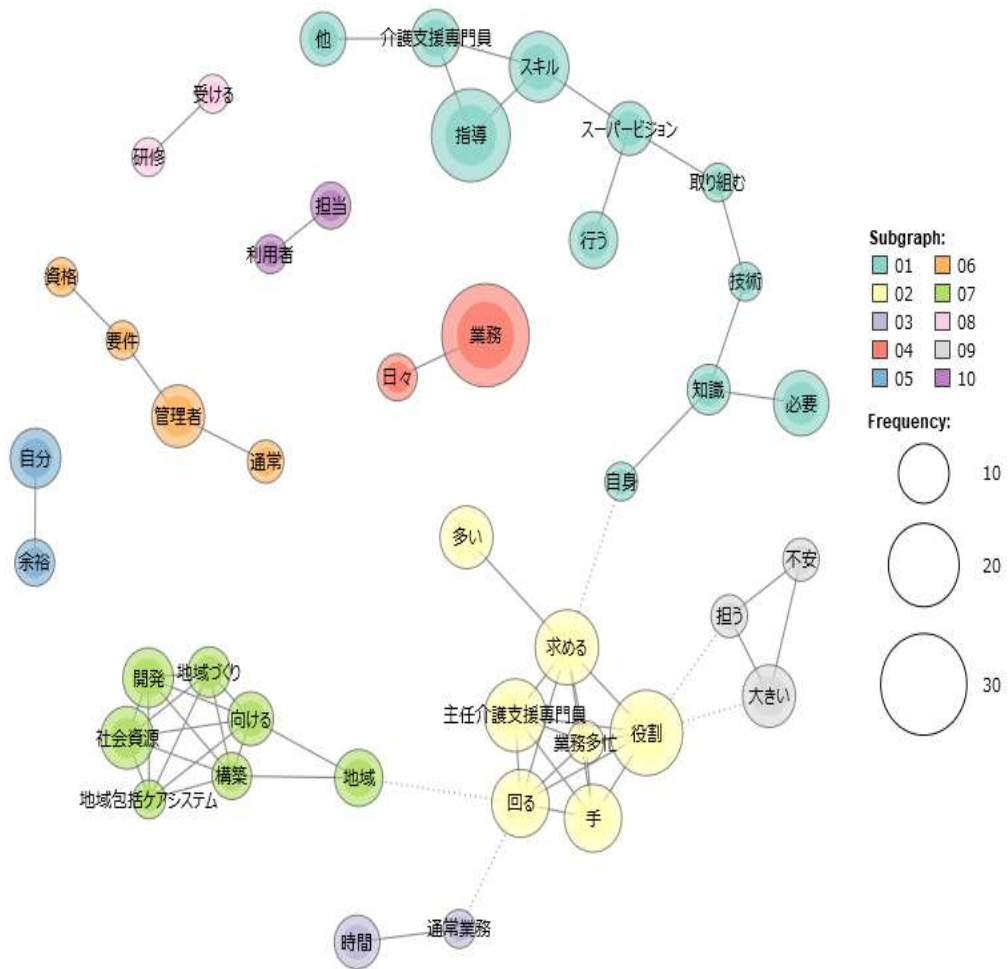 他
介護支援専門員
スキル
指導
スーパービジョン
取り組む
行う
技術
知識
必要
自身
受ける
研修
担当
利用者
資格
要件
管理者
通常
業務
日々
自分
余裕
多い
求める
主任介護支援専門員
業務多忙
役割
回る
手
不安
担う
大きい
開発
地域づくり
社会資源
向ける
構築
地域包括ケアシステム
地域
時間
通常業務
Subgraph:
01 06
02 07
03 08
04 09
05 10
Frequency:
10
20
30